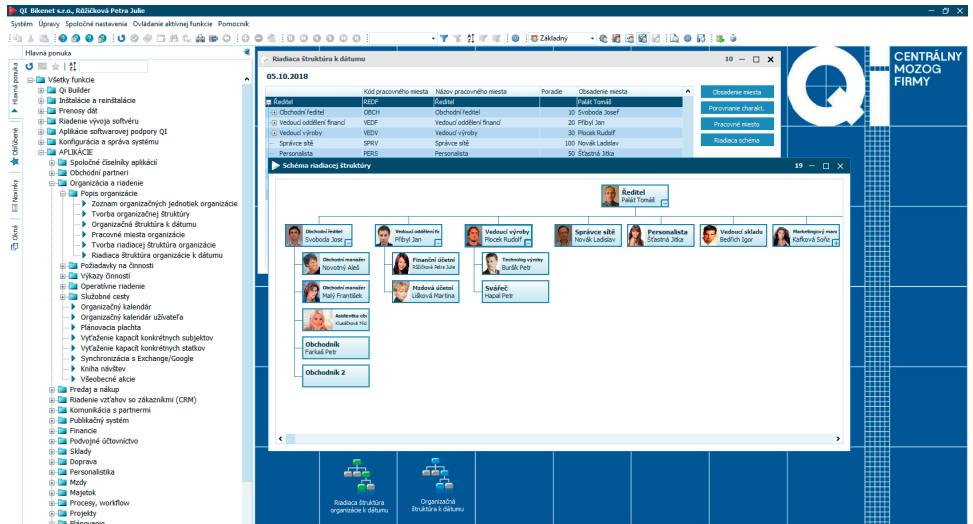 QI Bikenet s.r.o., Růžičková Petra Julie
Systém Úpravy Spoločné nastavenia Ovládanie aktívnej funkcie Pomocník
Základný
Hlavná ponuka
Hlavná ponuka
Obľúbené
Novinky
Okná
Všetky funkcie
Qi Builder
Inštalácie a reinštalácie
Prenosy dát
Riadenie vývoja softvéru
Aplikácie softwarovej podpory QI
Konfigurácia a správa systému
APLIKÁCIE
Spoločné číselníky aplikácií
Obchodní partneri
Organizácia a riadenie
Popis organizácie
Zoznam organizačných jednotiek organizácie
Tvorba organizačnej štruktúry
Organizačná štruktúra k dátumu
Pracovné miesta organizácie
Tvorba riadiacej štruktúry organizácie
Riadiaca štruktúra organizácie k dátumu
Požiadavky na činnosti
Výkazy činností
Operatívne riadenie
Služobné cesty
Organizačný kalendár
Organizačný kalendár užívateľa
Plánovacia plachta
Vyťaženie kapacít konkrétnych subjektov
Vyťaženie kapacít konkrétnych statkov
Synchronizácia s Exchange/Google
Kniha návštev
Všeobecné akcie
Predaj a nákup
Riadenie vzťahov so zákazníkmi (CRM)
Komunikácia s partnermi
Publikačný systém
Financie
Podvojné účtovníctvo
Sklady
Doprava
Personalistika
Mzdy
Majetok
Procesy, workflow
Projekty
Plánovanie
Riadiaca štruktúra k dátumu 10
05.10.2018
Kód pracovného miesta Názov pracovného miesta Poradie Obsadenie miesta
Ředitel REDF Ředitel Palát Tomáš
Obchodní ředitel OBCH Obchodní ředitel 10 Svoboda Josef
Vedoucí oddělení financí VEDF Vedoucí oddělení financí 20 Přibyl Jan
Vedoucí výroby VEDV Vedoucí výroby 30 Plocek Rudolf
Správce sítě SPRV Správce sítě 100 Novák Ladislav
Personalista PERS Personalista 50 Šťastná Jitka
Obsadenie miesta
Porovnanie charakt.
Pracovné miesto
Riadiaca schéma
Schéma riadiacej štruktúry 19
Ředitel
Palát Tomáš
Obchodní ředitel
Svoboda Jose
Vedoucí oddělení fir
Přibyl Jan
Vedoucí výroby
Plocek Rudolf
Správce sítě
Novák Ladislav
Personalista
Šťastná Jitka
Vedoucí skladu
Bedřich Igor
Marketingový mana
Kafková Soňa
Obchodní manažer
Novotný Aleš
Finanční účetní
Růžičková Petra Julie
Technolog výroby
Buršík Petr
Obchodní manažer
Malý František
Mzdová účetní
Lišková Martina
Svářeč
Hapal Petr
Asistentka obc
Obchodník
Farkaš Petr
Obchodník 2
Riadiaca štruktúra
organizácie k dátumu
Organizačná
štruktúra k dátumu
CENTRÁLNY
MOZOG
FIRMY